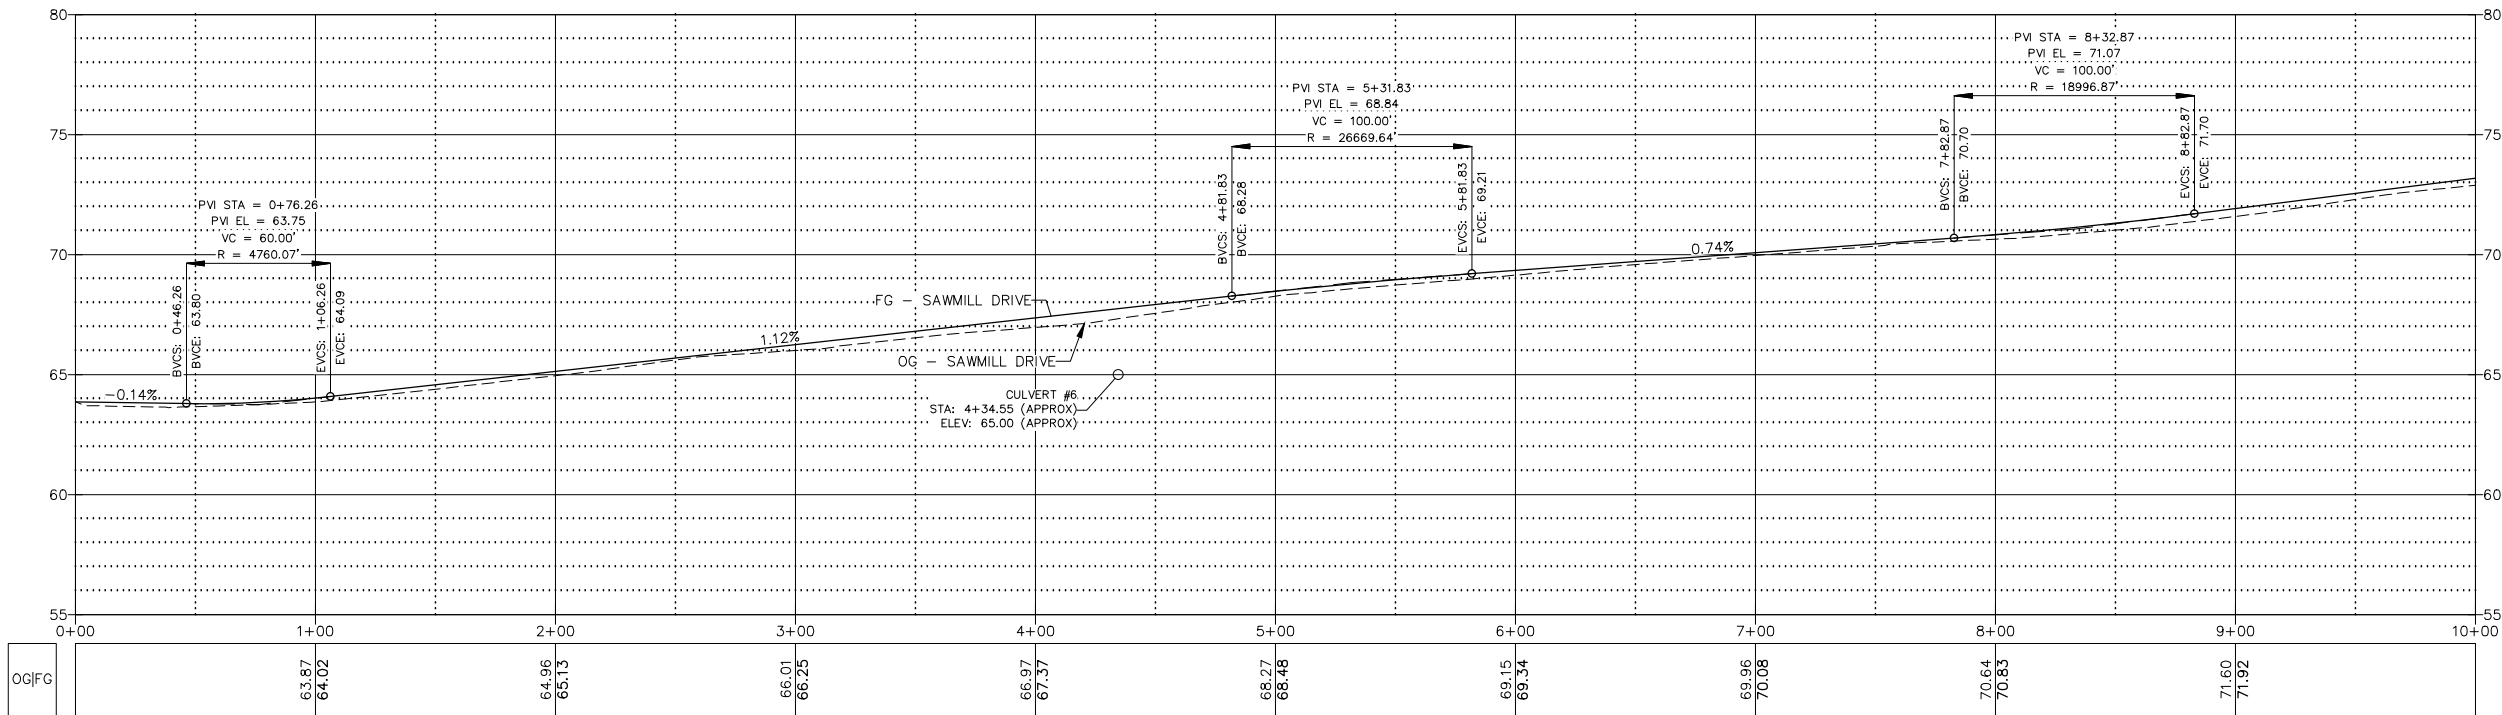 80
75
70
65
60
55
80
75
70
65
60
55
PVI STA = 0+76.26
PVI EL = 63.75
VC = 60.00'
R = 4760.07'
BVCS: 0+46.26
BVCE: 63.80
EVCS: 1+06.26
EVCE: 64.09
-0.14%
1.12%
FG - SAWMILL DRIVE
OG - SAWMILL DRIVE
CULVERT #6
STA: 4+34.55 (APPROX)
ELEV: 65.00 (APPROX)
PVI STA = 5+31.83
PVI EL = 68.84
VC = 100.00'
R = 26669.64'
BVCS: 4+81.83
BVCE: 68.28
EVCS: 5+81.83
EVCE: 69.21
0.74%
PVI STA = 8+32.87
PVI EL = 71.07
VC = 100.00'
R = 18996.87'
BVCS: 7+82.87
BVCE: 70.70
EVCS: 8+82.87
EVCE: 71.70
0+00 1+00 2+00 3+00 4+00 5+00 6+00 7+00 8+00 9+00 10+00
OG|FG
63.87
64.02
64.96
65.13
66.01
66.25
66.97
67.37
68.27
68.48
69.15
69.34
69.96
70.08
70.64
70.83
71.60
71.92